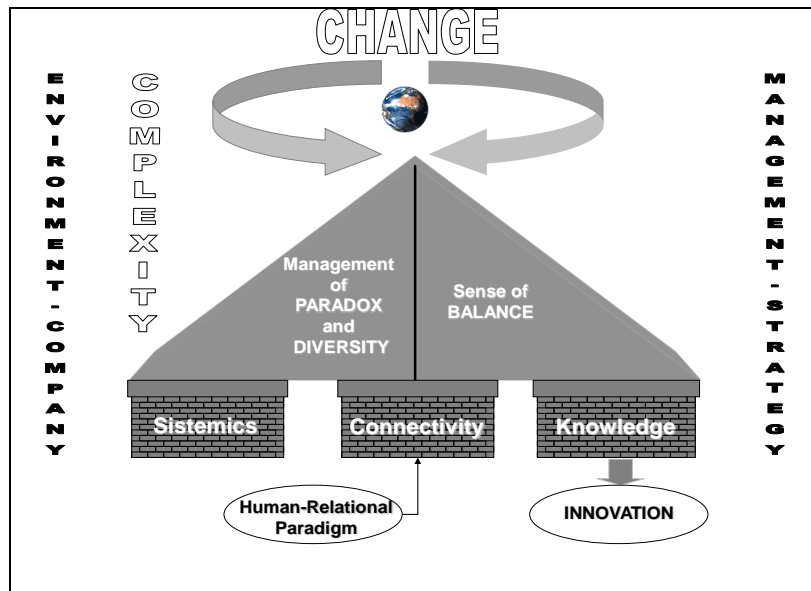 CHANGE
ENVIRONMENT-COMPANY
COMPLEXITY
MANAGEMENT-STRATEGY
Management
of
PARADOX
and
DIVERSITY
Sense of
BALANCE
Sistemics
Connectivity
Knowledge
Human-Relational
Paradigm
INNOVATION